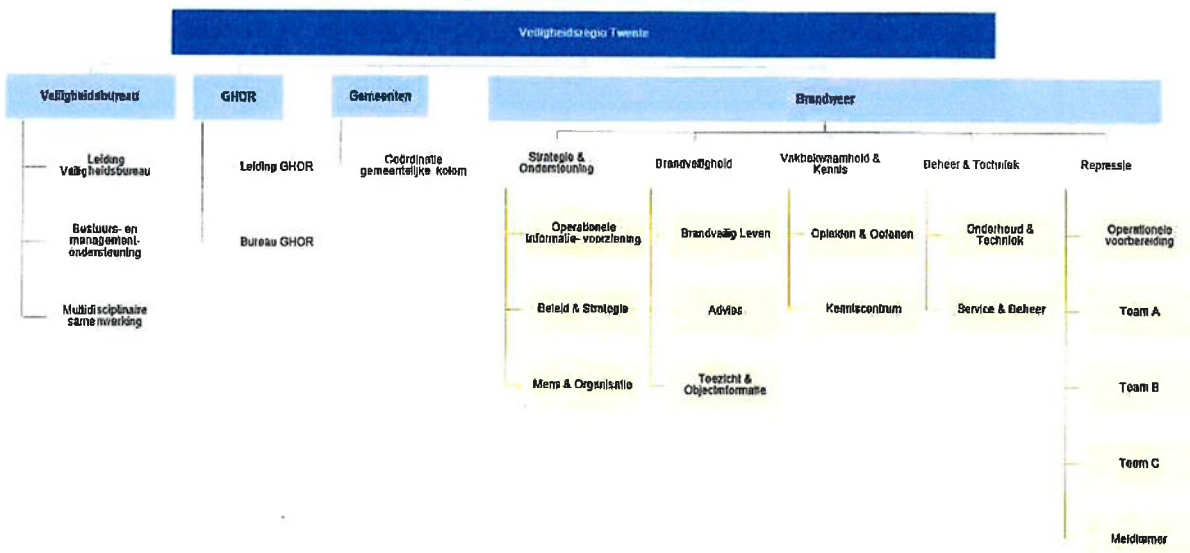 Veiligheidsregio Twente
Veiligheidsbureau
GHOR
Gemeenten
Brandweer
Leiding
Veiligheidsbureau
Bestuurs- en
management-
ondersteuning
Multidisciplinaire
samenwerking
Leiding GHOR
Bureau GHOR
Coördinatie
gemeentelijke kolom
Strategie &
Ondersteuning
Operationele
Informatie- voorziening
Beleid & Strategie
Mens & Organisatie
Brandveiligheid
Brandveilig Leven
Advies
Toezicht &
Objectinformatie
Vakbekwaamheid &
Kennis
Opleiden & Oefenen
Kenniscentrum
Beheer & Techniek
Onderhoud &
Techniek
Service & Beheer
Repressie
Operationele
voorbereiding
Team A
Team B
Team C
Meldkamer